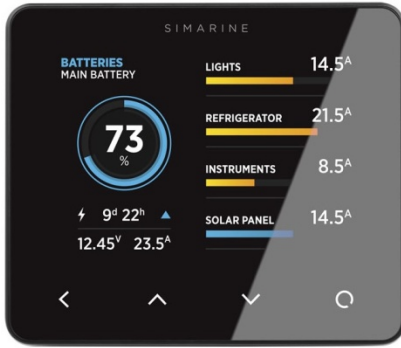 SIMARINE
BATTERIES
MAIN BATTERY
73
%
9d 22h
12.45V 23.5A
LIGHTS 14.5A
REFRIGERATOR 21.5A
INSTRUMENTS 8.5A
SOLAR PANEL 14.5A